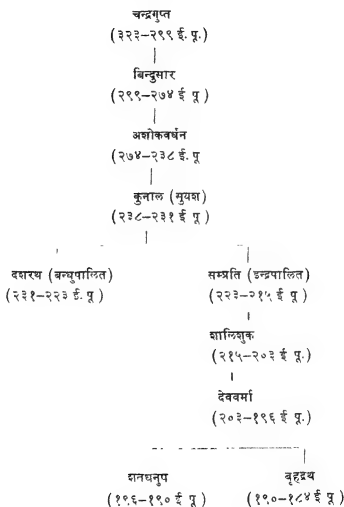 चन्द्रगुप्त
(३२३–२९९ ई. पू.)
बिन्दुसार
(२९९–२७४ ई पू )
अशोकवर्धन
(२७४–२३८ ई. पू
कुनाल (सुयश)
(२३८–२३१ ई पू )
दशरथ (बन्धुपालित)
(२३१–२२३ ई. पू )
सम्प्रति (इन्द्रपालित)
(२२३–२१५ ई पू )
शालिशुक
(२१५–२०३ ई पू.)
देववर्मा
(२०३–१९६ ई पू.)
शतधनुष
(१९६–१९० ई पू )
बृहद्रथ
(१९०–१८४ ई पू )